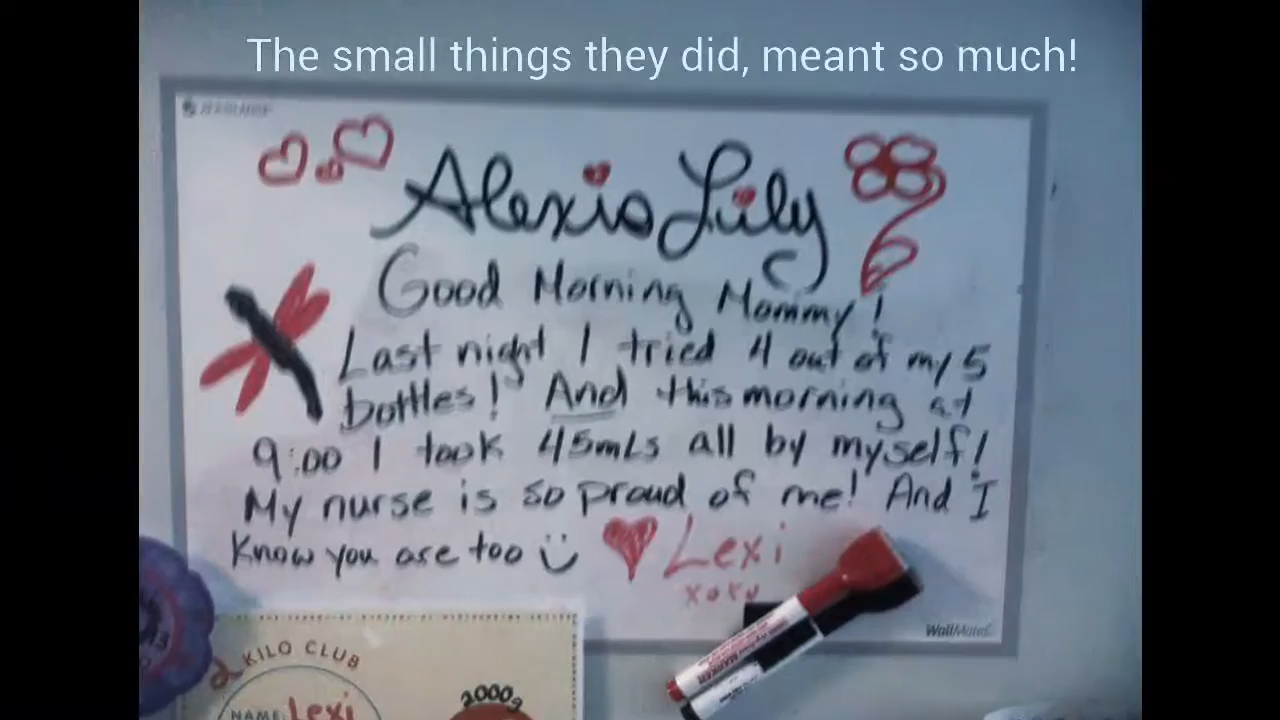 The small things they did, meant so much!
Alexis Lily
Good Morning Mommy!
Last night I tried 4 out of my 5
bottles! And this morning at
9:00 I took 45mLs all by myself!
My nurse is so proud of me! And I
know you are too
Lexi
xoxo
WallMates
MARKER
2 KILO CLUB
2000g
NAME: Lexi